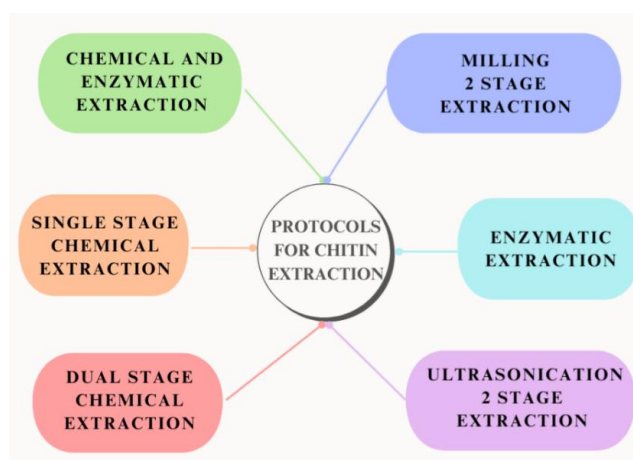 CHEMICAL AND
ENZYMATIC
EXTRACTION
MILLING
2 STAGE
EXTRACTION
SINGLE STAGE
CHEMICAL
EXTRACTION
PROTOCOLS
FOR CHITIN
EXTRACTION
ENZYMATIC
EXTRACTION
DUAL STAGE
CHEMICAL
EXTRACTION
ULTRASONICATION
2 STAGE
EXTRACTION